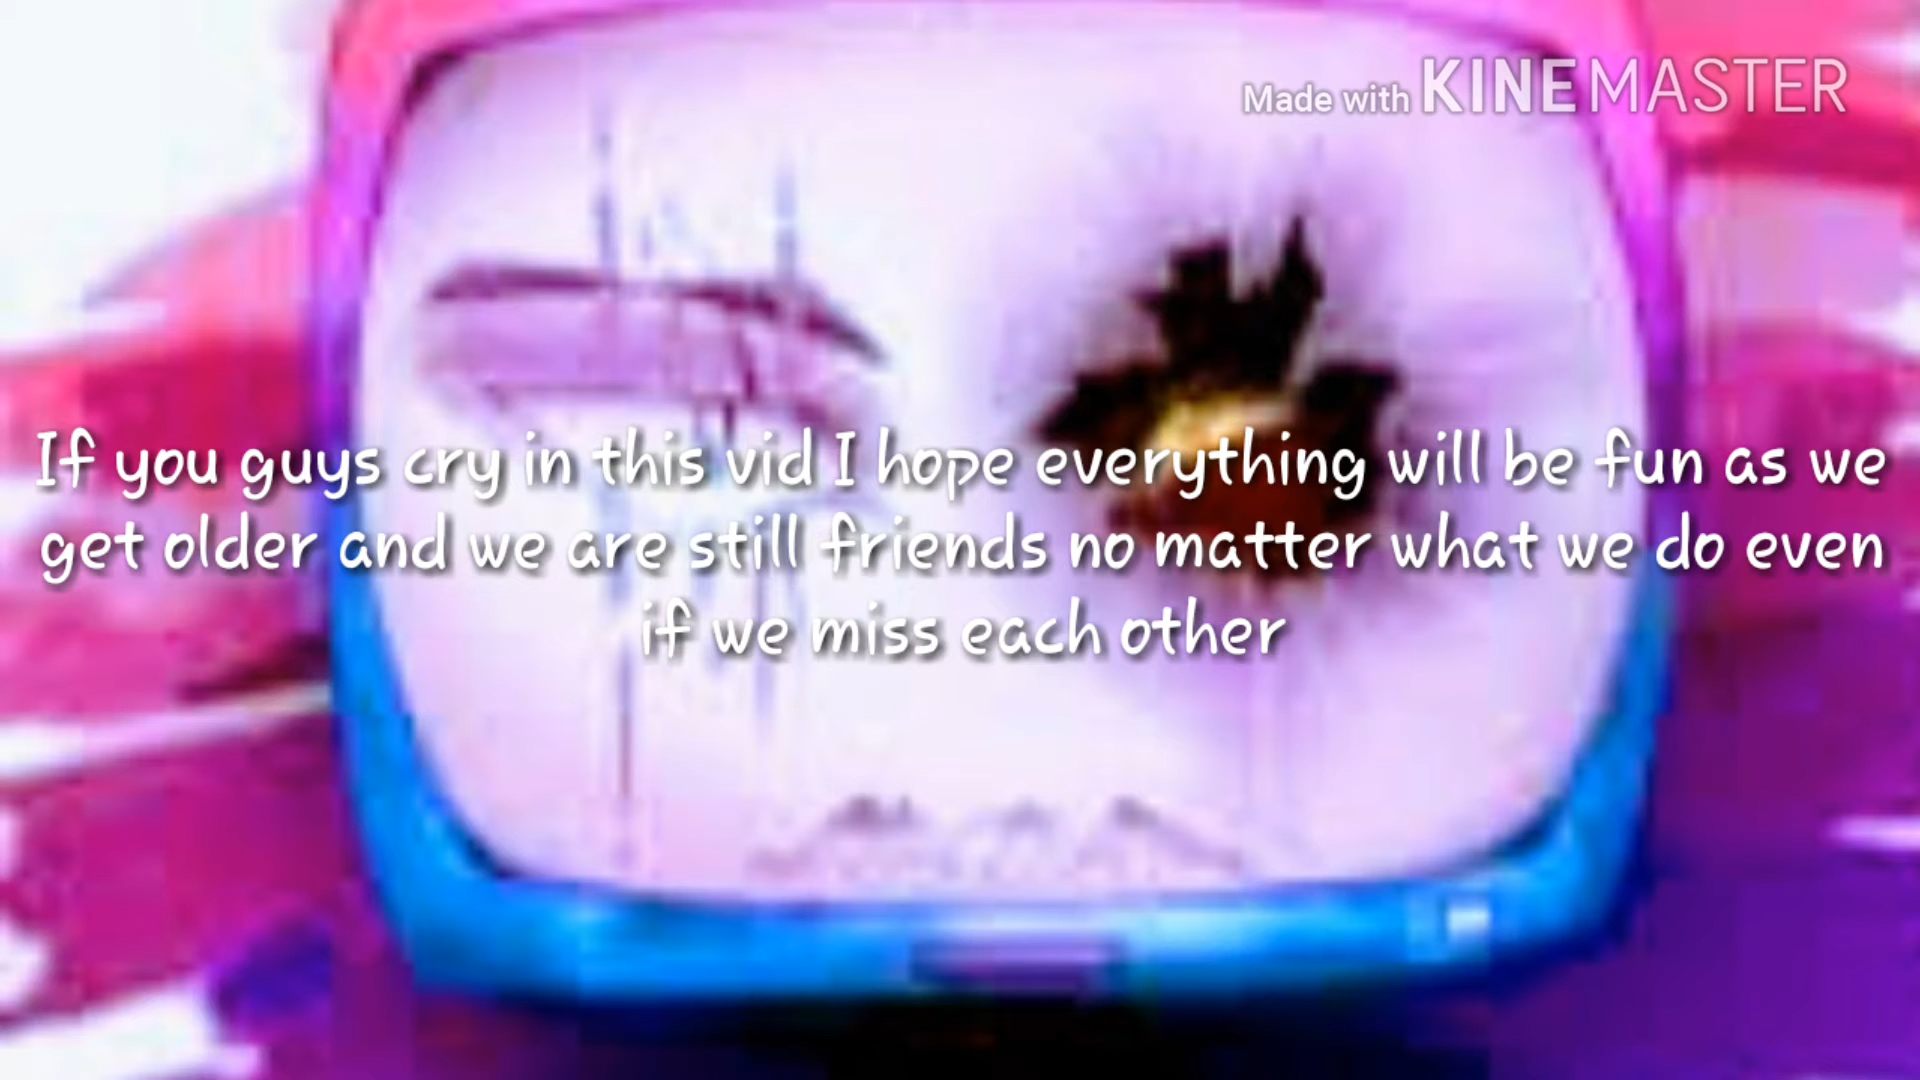 Made with KINEMASTER
If you guys cry in this vid I hope everything will be fun as we
get older and we are still friends no matter what we do even
if we miss each other